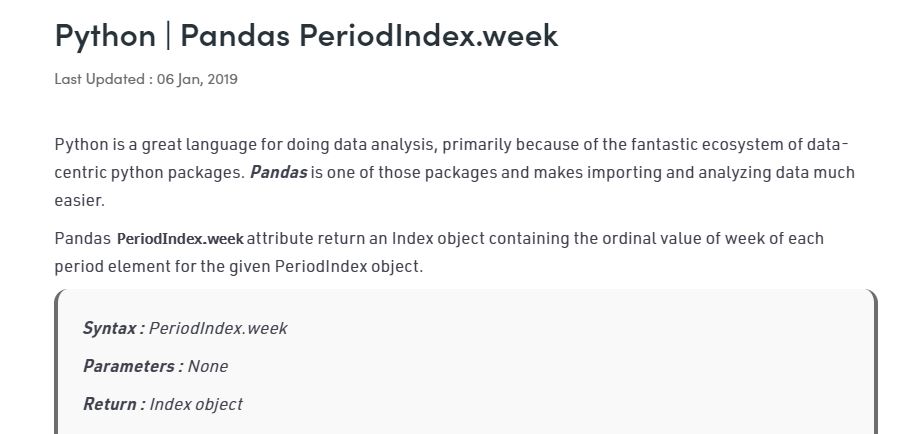 Python | Pandas PeriodIndex.week
Last Updated : 06 Jan, 2019
Python is a great language for doing data analysis, primarily because of the fantastic ecosystem of data-
centric python packages. Pandas is one of those packages and makes importing and analyzing data much
easier.
Pandas PeriodIndex.week attribute return an Index object containing the ordinal value of week of each
period element for the given PeriodIndex object.
Syntax : PeriodIndex.week
Parameters : None
Return : Index object